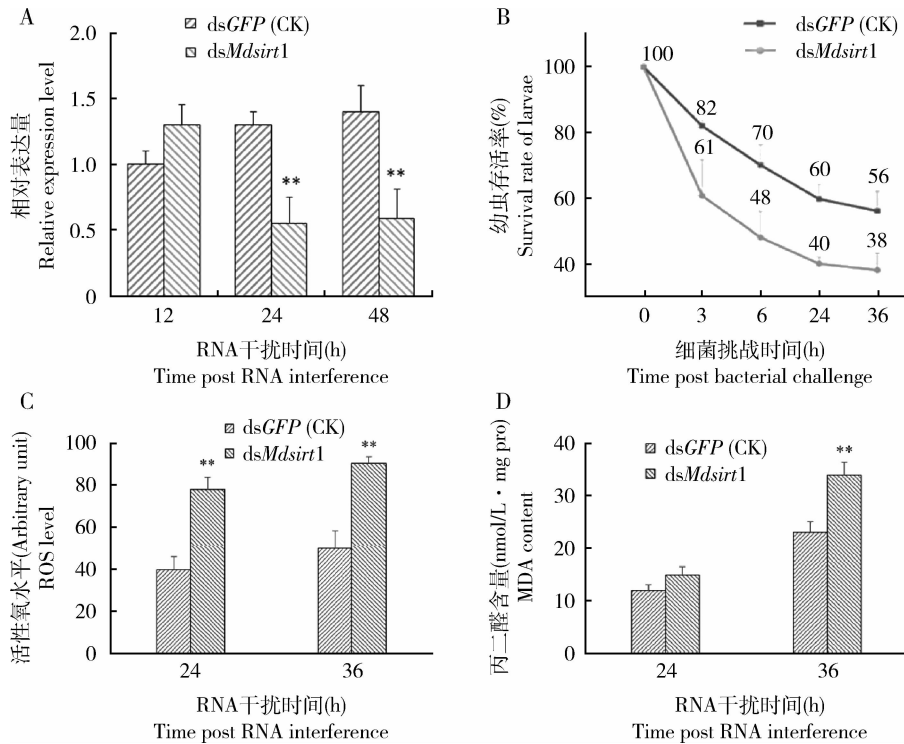 A
dsGFP (CK)
dsMdsirt1
相对表达量
Relative expression level
2.0
1.5
1.0
0.5
0
**
**
12
24
48
RNA干扰时间(h)
Time post RNA interference
B
dsGFP (CK)
dsMdsirt1
幼虫存活率(%)
Survival rate of larvae
100
80
60
40
100
82
70
60
56
61
48
40
38
0
3
6
24
36
细菌挑战时间(h)
Time post bacterial challenge
C
dsGFP (CK)
dsMdsirt1
活性氧水平(Arbitrary unit)
ROS level
100
80
60
40
20
0
**
**
24
36
RNA干扰时间(h)
Time post RNA interference
D
dsGFP (CK)
dsMdsirt1
丙二醛含量(nmol/L·mg pro)
MDA content
40
30
20
10
0
**
24
36
RNA干扰时间(h)
Time post RNA interference